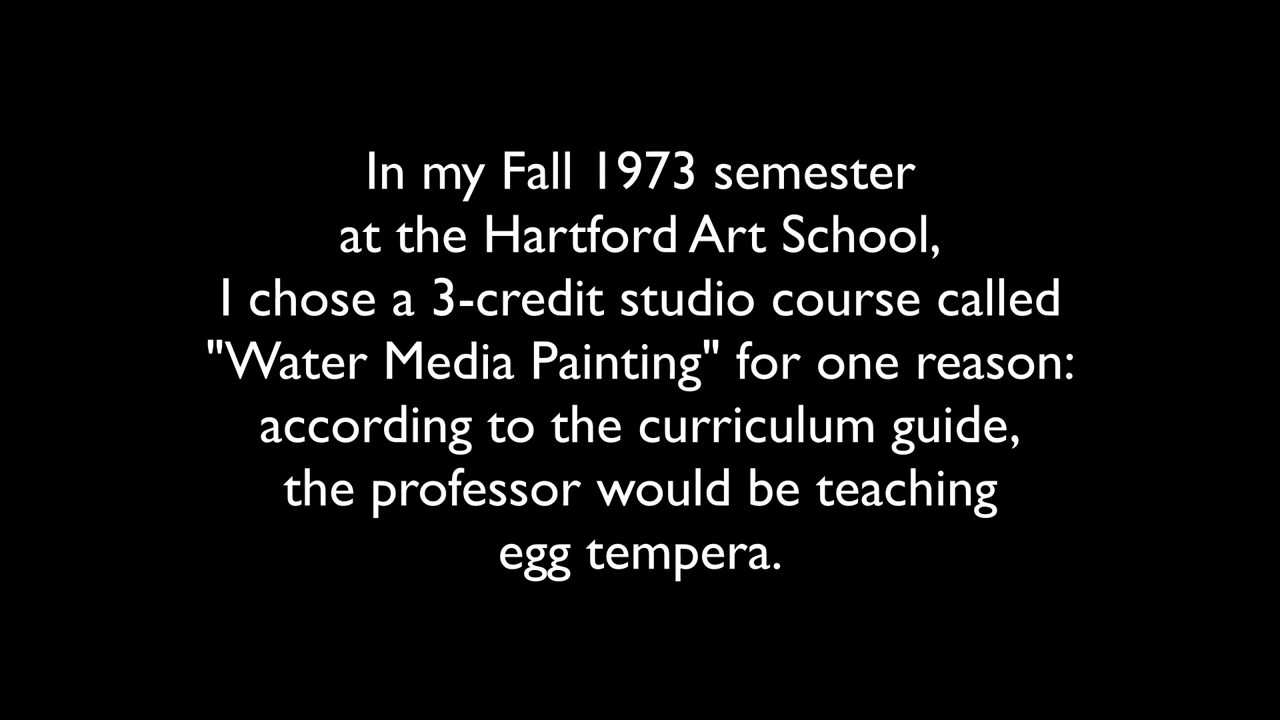 In my Fall 1973 semester
at the Hartford Art School,
I chose a 3-credit studio course called
"Water Media Painting" for one reason:
according to the curriculum guide,
the professor would be teaching
egg tempera.